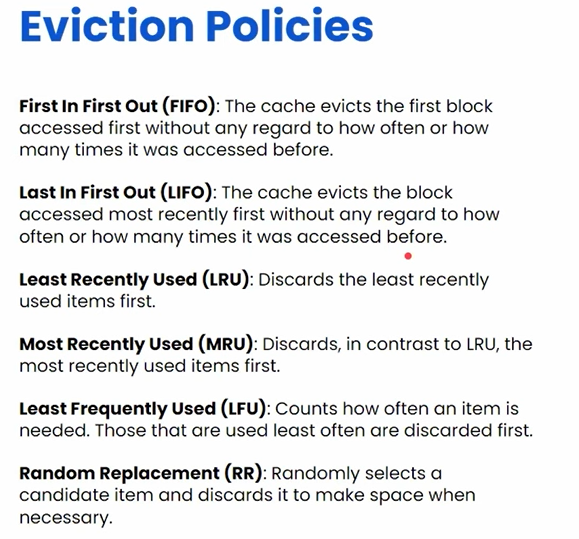 Eviction Policies
First In First Out (FIFO): The cache evicts the first block
accessed first without any regard to how often or how
many times it was accessed before.
Last In First Out (LIFO): The cache evicts the block
accessed most recently first without any regard to how
often or how many times it was accessed before.
Least Recently Used (LRU): Discards the least recently
used items first.
Most Recently Used (MRU): Discards, in contrast to LRU, the
most recently used items first.
Least Frequently Used (LFU): Counts how often an item is
needed. Those that are used least often are discarded first.
Random Replacement (RR): Randomly selects a
candidate item and discards it to make space when
necessary.